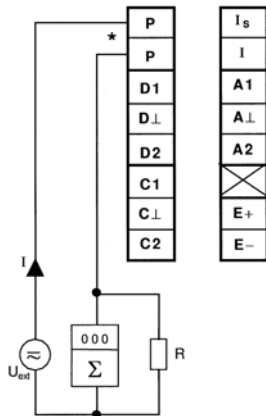 P
P
D1
D⊥
D2
C1
C⊥
C2
Is
I
A1
A⊥
A2
E+
E−
*
I
Uext
000
Σ
R